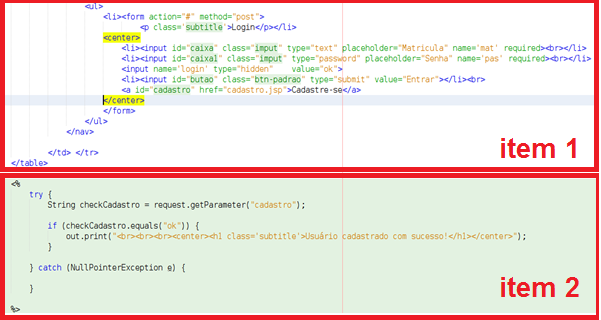 <ul>
<li><form action="#" method="post">
<p class='subtitle'>Login</p></li>
<center>
<li><input id="caixa" class="imput" type="text" placeholder="Matricula" name='mat' required><br></li>
<li><input id="caixa1" class="imput" type="password" placeholder="Senha" name='pas' required><br></li>
<input name='login' type="hidden" value="ok">
<li><input id="butao" class="btn-padrao" type="submit" value="Entrar"></li><br>
<a id="cadastro" href="cadastro.jsp">Cadastre-se</a>
</center>
</form>
</ul>
</nav>
</td> </tr>
</table>
item 1
<%
try {
String checkCadastro = request.getParameter("cadastro");
if (checkCadastro.equals("ok")) {
out.print("<br><br><br><center><h1 class='subtitle'>Usuário cadastrado com sucesso!</h1></center>");
}
} catch (NullPointerException e) {
}
%>
item 2